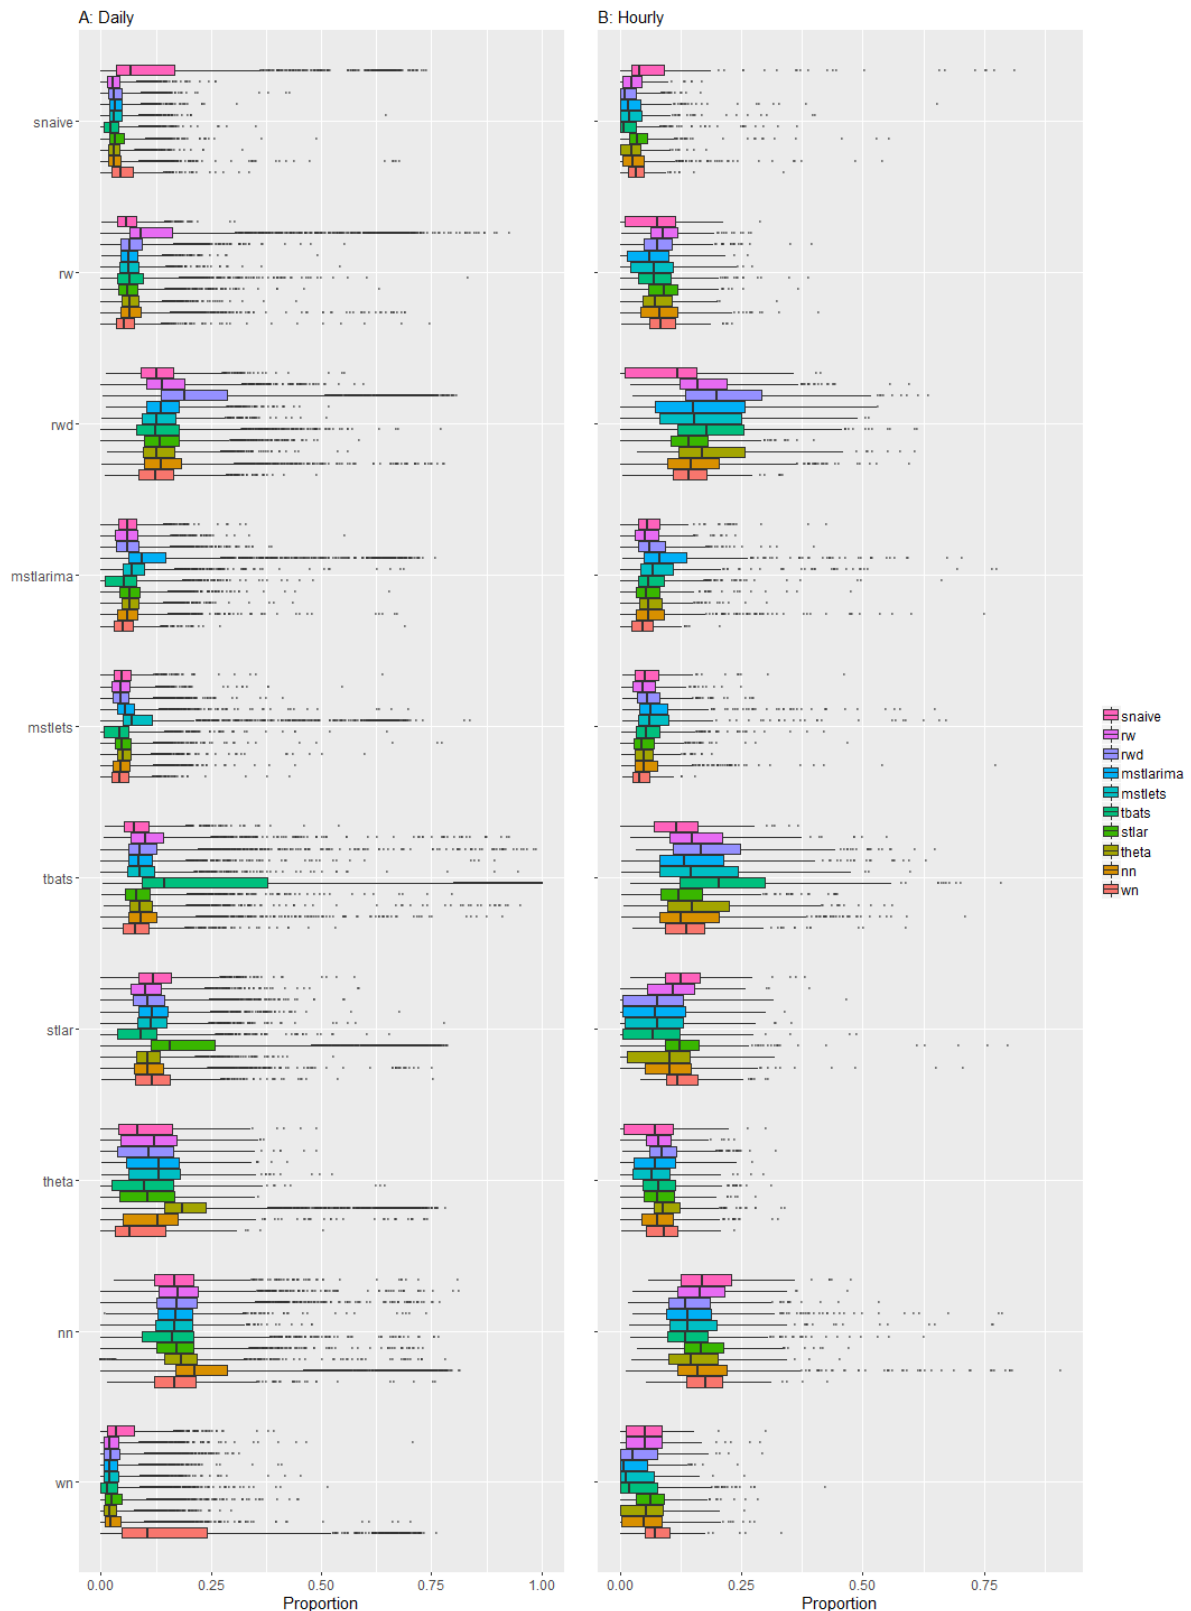 A: Daily
B: Hourly
snaive
rw
rwd
mstlarima
mstlets
tbats
stlar
theta
nn
wn
0.00 0.25 0.50 0.75 1.00
0.00 0.25 0.50 0.75
Proportion
Proportion
snaive
rw
rwd
mstlarima
mstlets
tbats
stlar
theta
nn
wn